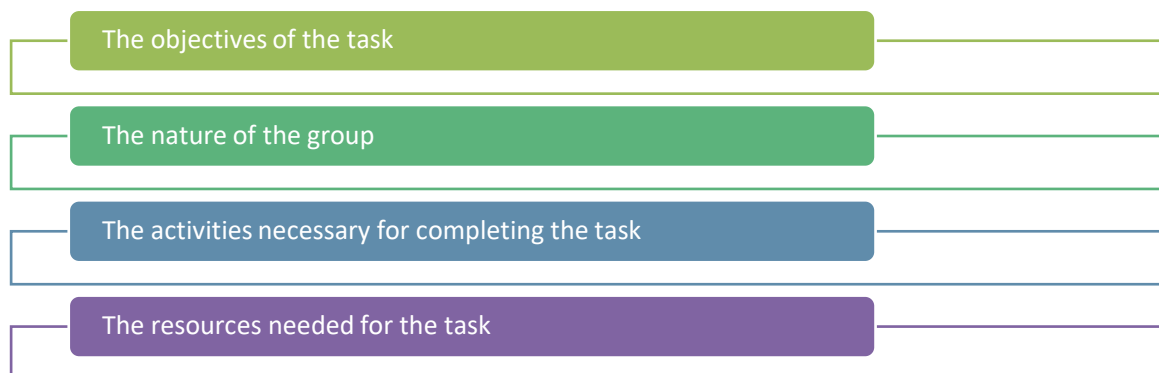 The objectives of the task
The nature of the group
The activities necessary for completing the task
The resources needed for the task